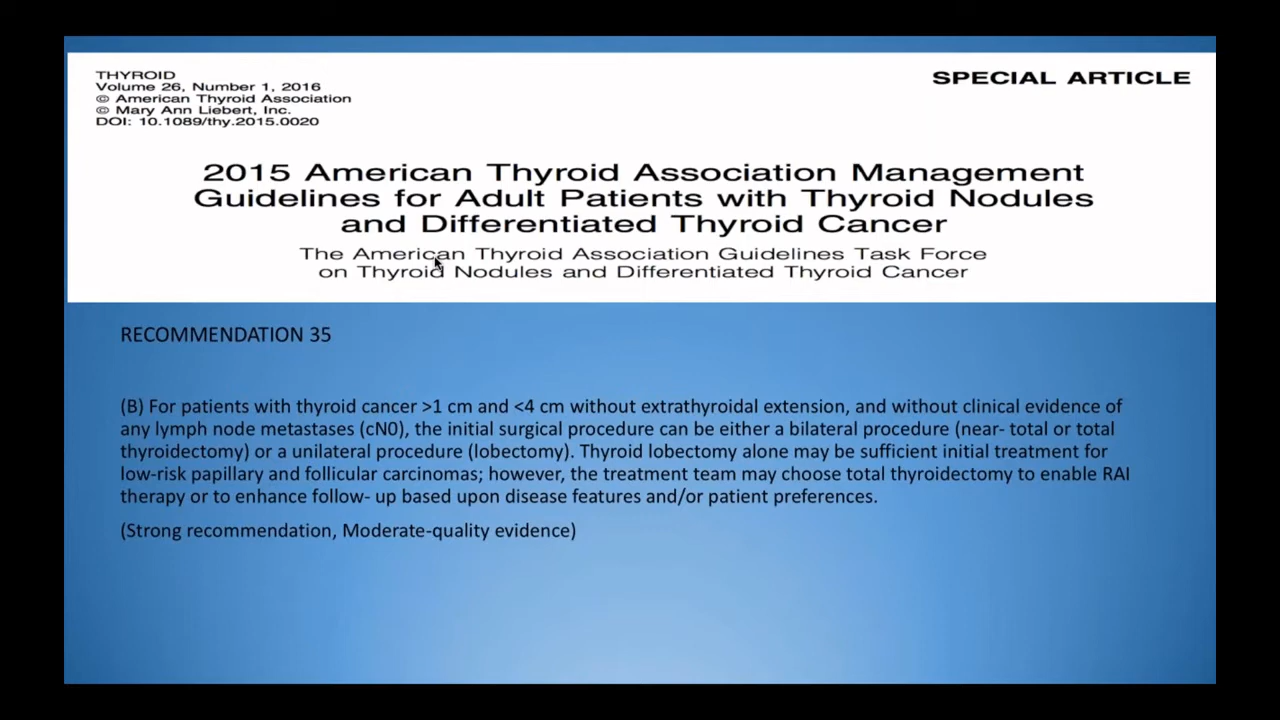 THYROID
Volume 26, Number 1, 2016
© American Thyroid Association
© Mary Ann Liebert, Inc.
DOI: 10.1089/thy.2015.0020
SPECIAL ARTICLE
2015 American Thyroid Association Management
Guidelines for Adult Patients with Thyroid Nodules
and Differentiated Thyroid Cancer
The American Thyroid Association Guidelines Task Force
on Thyroid Nodules and Differentiated Thyroid Cancer
RECOMMENDATION 35
(B) For patients with thyroid cancer >1 cm and <4 cm without extrathyroidal extension, and without clinical evidence of
any lymph node metastases (cN0), the initial surgical procedure can be either a bilateral procedure (near- total or total
thyroidectomy) or a unilateral procedure (lobectomy). Thyroid lobectomy alone may be sufficient initial treatment for
low-risk papillary and follicular carcinomas; however, the treatment team may choose total thyroidectomy to enable RAI
therapy or to enhance follow- up based upon disease features and/or patient preferences.
(Strong recommendation, Moderate-quality evidence)